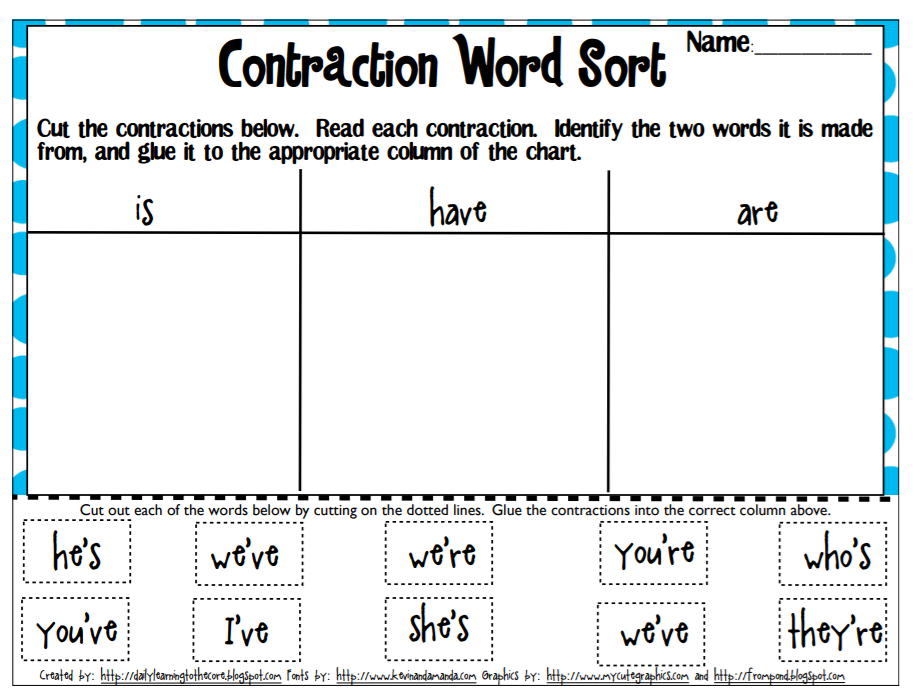 Name:____________
Contraction Word Sort
Cut the contractions below. Read each contraction. Identify the two words it is made
from, and glue it to the appropriate column of the chart.
is have are
Cut out each of the words below by cutting on the dotted lines. Glue the contractions into the correct column above.
he's we've we're you're who's
you've I've she's we've they're
Created by: http://dailylearningtothecore.blogspot.com Fonts by: http://www.kevinandamanda.com Graphics by: http://www.mycutegraphics.com and http://frompond.blogspot.com